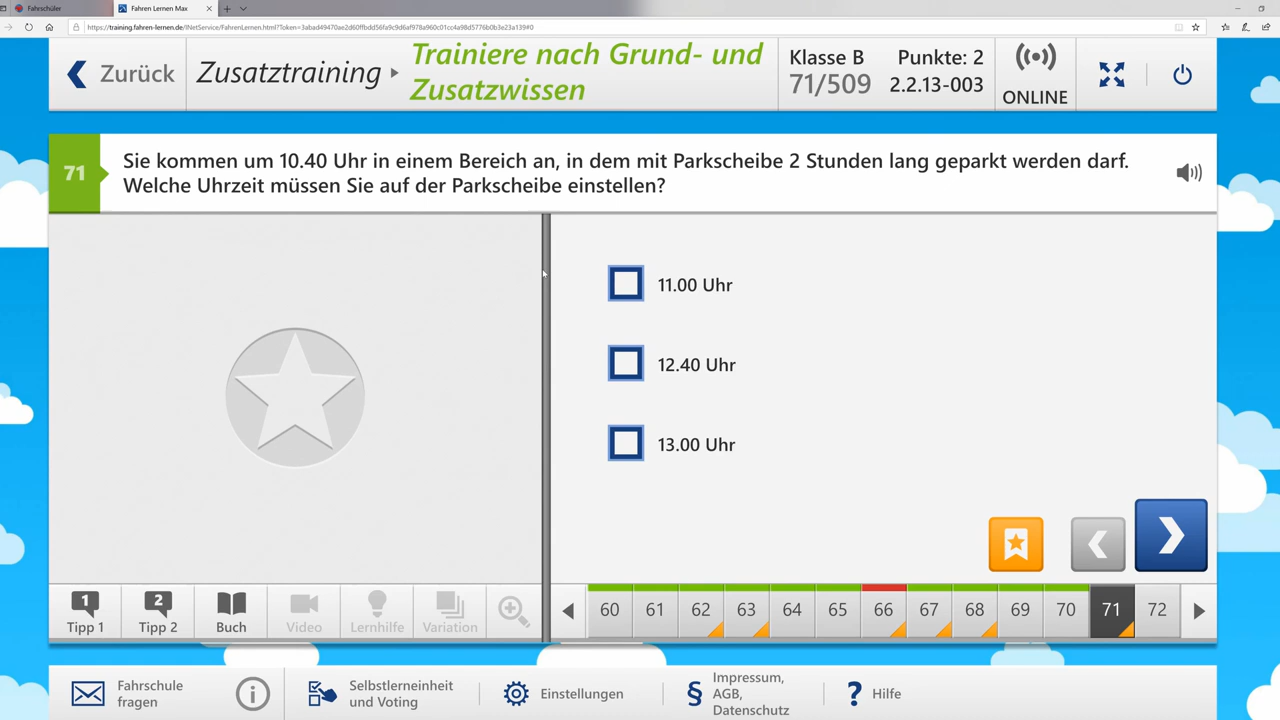 Fahrschüler
Fahren Lernen Max
https://training.fahren-lernen.de/INetService/FahrenLernen.html?Token=3abad49470ae2d60ffbdd56fa9c9d6af978a960c01cc4a98d5776b0b3e23a139#0
Zurück
Zusatztraining
Trainiere nach Grund- und
Zusatzwissen
Klasse B
71/509
Punkte: 2
2.2.13-003
ONLINE
71
Sie kommen um 10.40 Uhr in einem Bereich an, in dem mit Parkscheibe 2 Stunden lang geparkt werden darf.
Welche Uhrzeit müssen Sie auf der Parkscheibe einstellen?
11.00 Uhr
12.40 Uhr
13.00 Uhr
1
Tipp 1
2
Tipp 2
Buch
Video
Lernhilfe
Variation
60 61 62 63 64 65 66 67 68 69 70 71 72
Fahrschule
fragen
Selbstlerneinheit
und Voting
Einstellungen
§
Impressum,
AGB,
Datenschutz
?
Hilfe